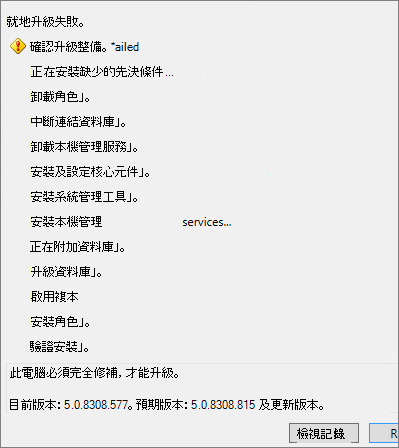 就地升級失敗。
確認升級整備。 *ailed
正在安裝缺少的先決條件...
卸載角色」。
中斷連結資料庫」。
卸載本機管理服務」。
安裝及設定核心元件」。
安裝系統管理工具」。
安裝本機管理 services...
正在附加資料庫」。
升級資料庫」。
啟用複本
安裝角色」。
驗證安裝」。
此電腦必須完全修補, 才能升級。
目前版本: 5.0.8308.577。預期版本: 5.0.8308.815 及更新版本。
檢視記錄 R